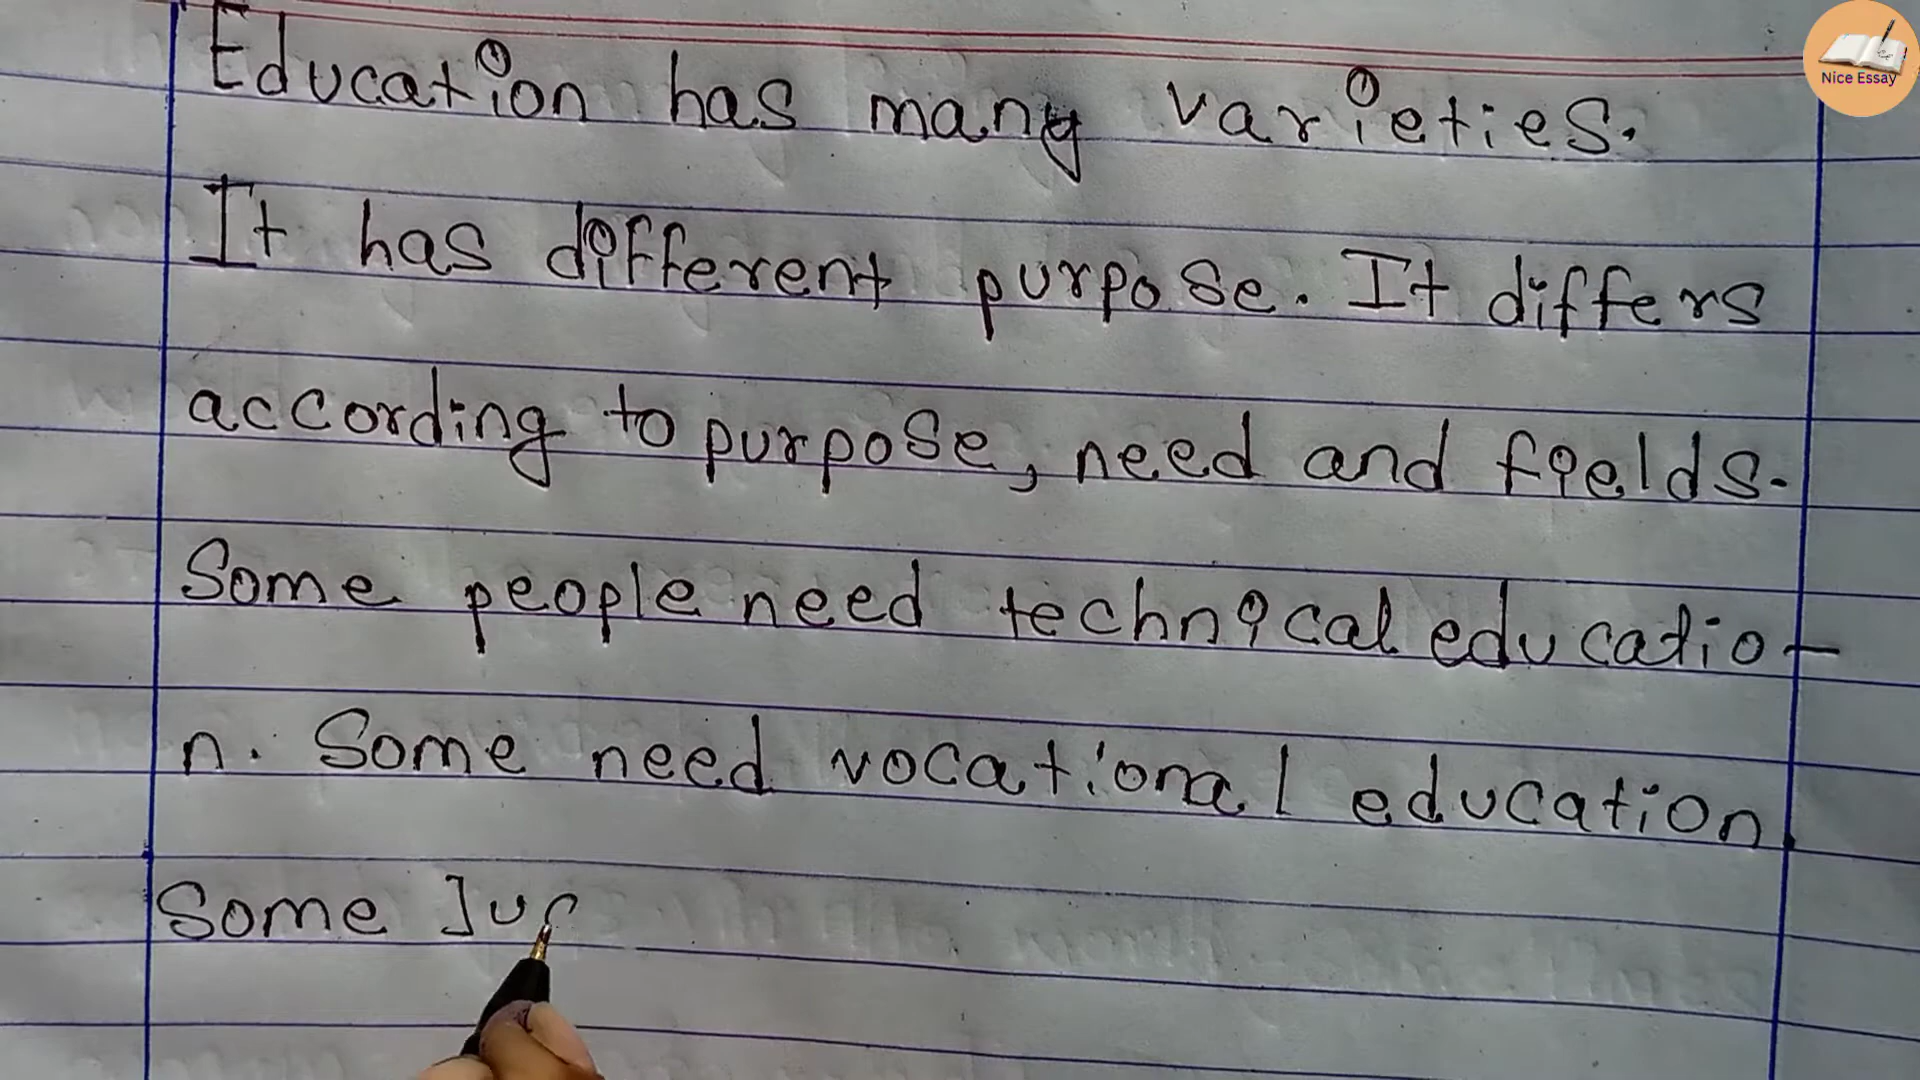 Education has many varieties.
Nice Essay
It has different purpose. It differs
according to purpose, need and fields.
Some people need technical educatio-
n. Some need vocational education.
Some Ju